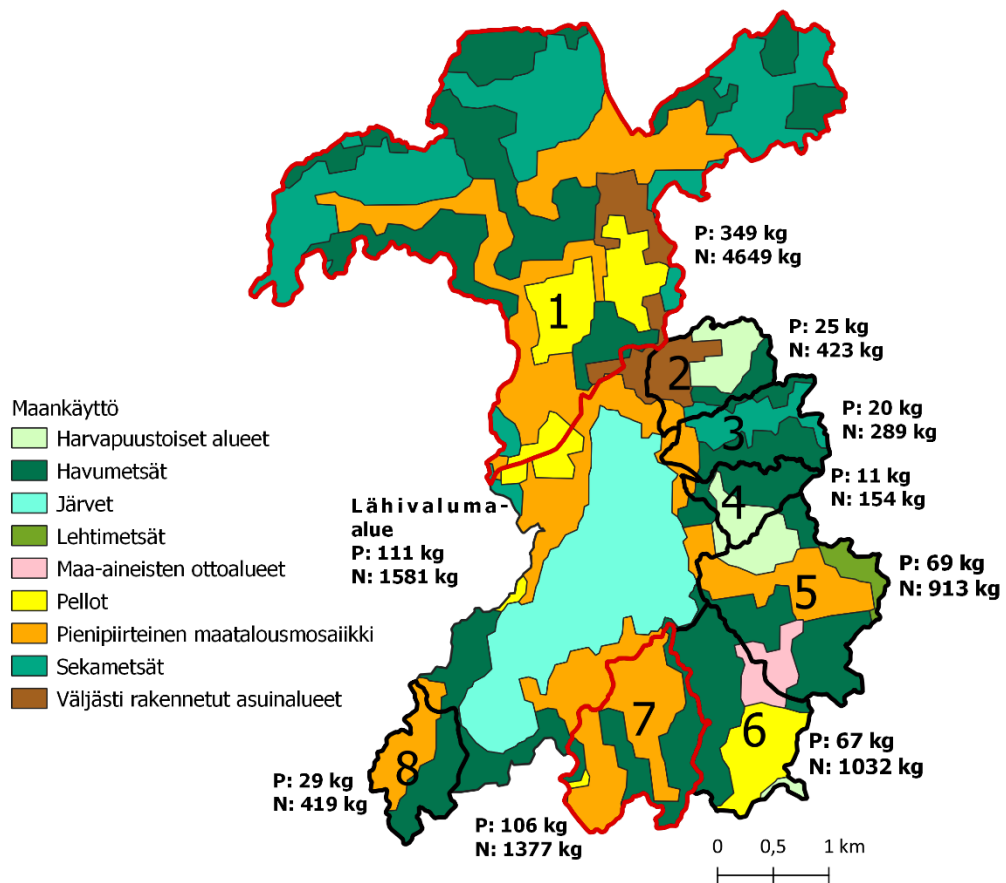 P: 349 kg
N: 4649 kg
1
P: 25 kg
N: 423 kg
2
Maankäyttö
Harvapuustoiset alueet
Havumetsät
Järvet
Lehtimetsät
Maa-aineisten ottoalueet
Pellot
Pienipiirteinen maatalousmosaiikki
Sekametsät
Väljästi rakennetut asuinalueet
P: 20 kg
N: 289 kg
3
P: 11 kg
N: 154 kg
4
Lähivaluma-
alue
P: 111 kg
N: 1581 kg
P: 69 kg
N: 913 kg
5
6
P: 67 kg
N: 1032 kg
7
8
P: 29 kg
N: 419 kg
P: 106 kg
N: 1377 kg
0 0,5 1 km